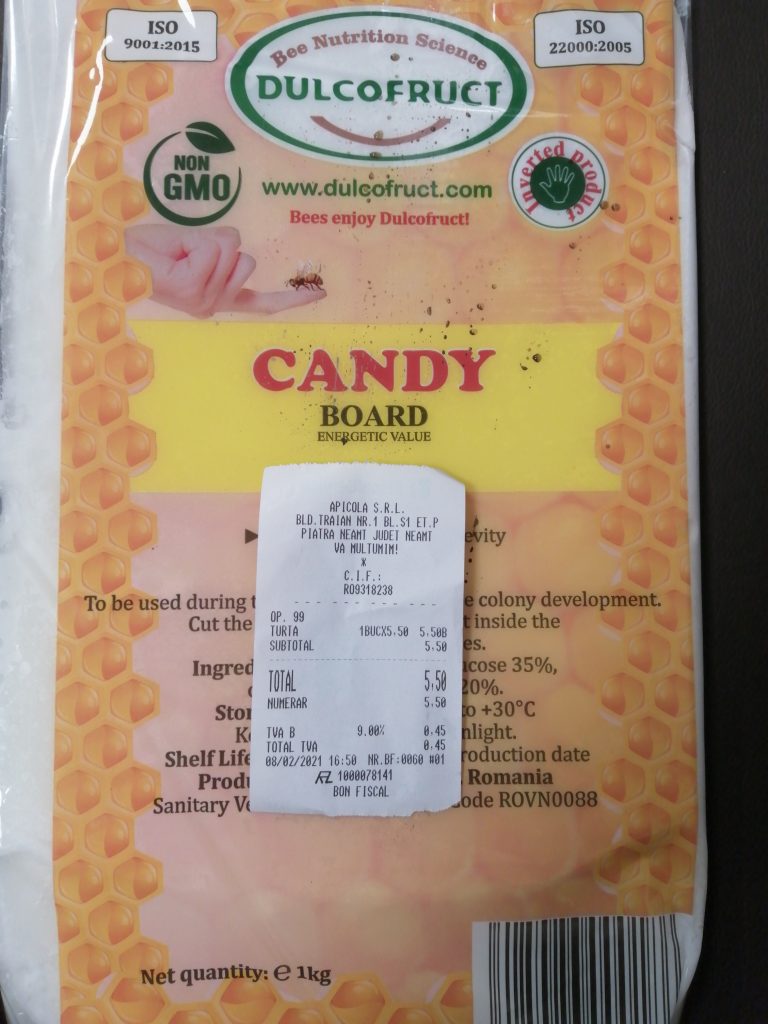 ISO
9001:2015
ISO
22000:2005
Bee Nutrition Science
DULCOFRUCT
NON
GMO
Inverted product
www.dulcofruct.com
Bees enjoy Dulcofruct!
CANDY
BOARD
ENERGETIC VALUE
evity
To be used during t
e colony development.
Cut the
t inside the
es.
Ingred
ucose 35%,
20%.
Stor
to +30°C
Ke
nlight.
Shelf Life
roduction date
Produ
Romania
Sanitary Ve
ode ROVN0088
Net quantity: e 1kg
APICOLA S.R.L.
BLD.TRAIAN NR.1 BL.S1 ET.P
PIATRA NEAMT JUDET NEAMT
VA MULTUMIM!
*
C.I.F.:
RO9318238
OP. 99
TURTA 1BUCX5.50 5.50B
SUBTOTAL 5.50
TOTAL 5,50
NUMERAR 5.50
TVA B 9.00% 0.45
TOTAL TVA 0.45
08/02/2021 16:50 NR.BF:0060 #01
1000078141
BON FISCAL